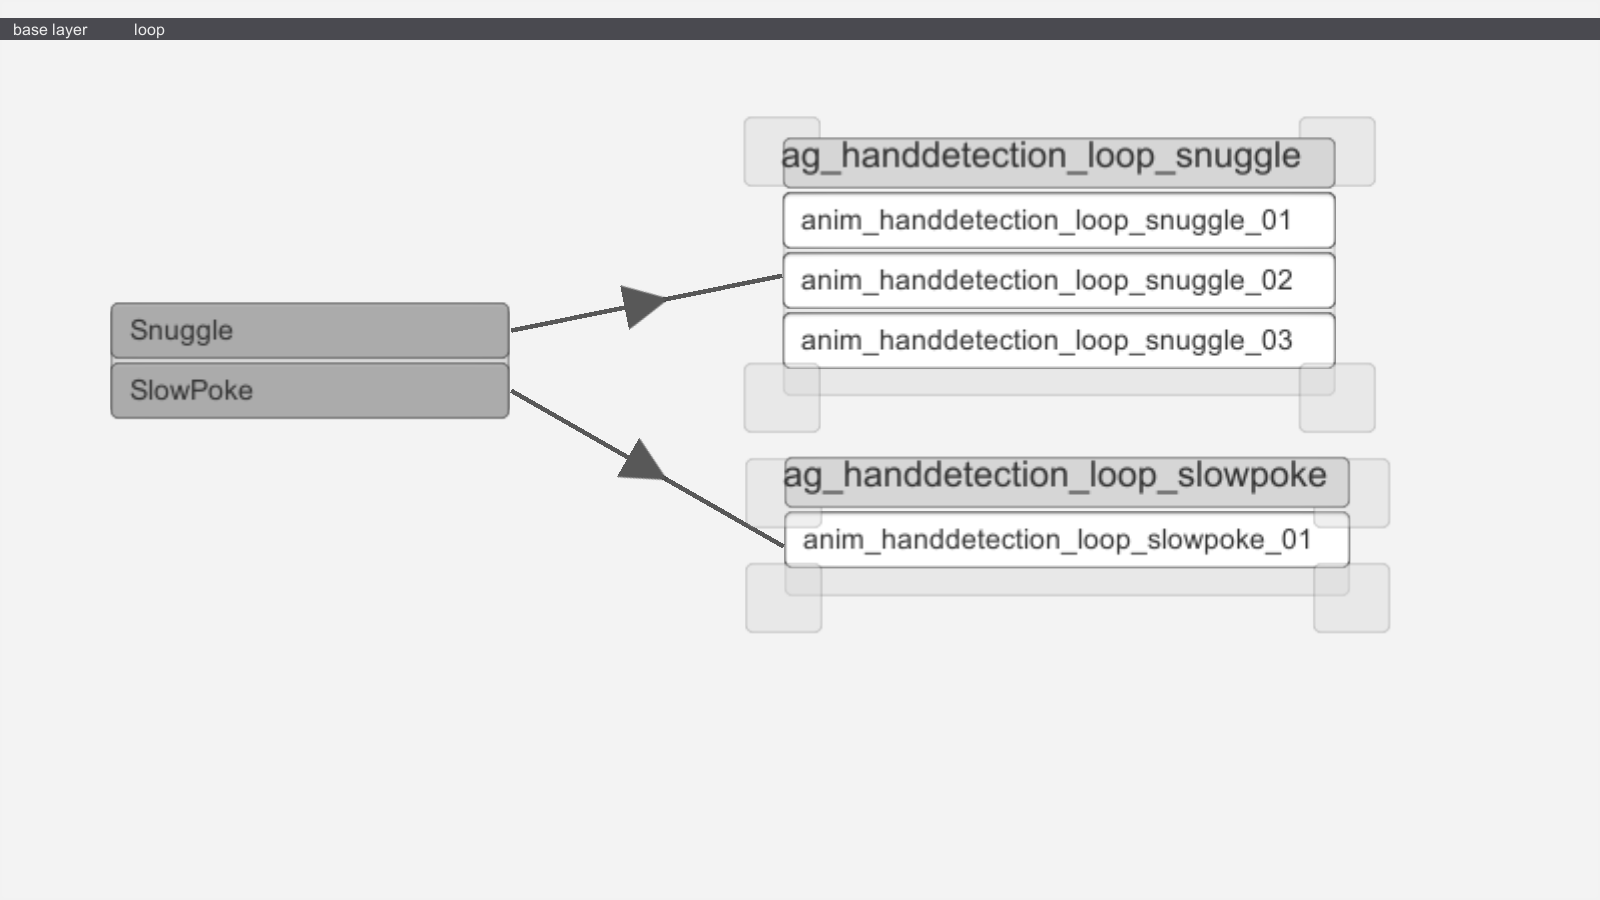 base layer loop
ag_handdetection_loop_snuggle
anim_handdetection_loop_snuggle_01
anim_handdetection_loop_snuggle_02
anim_handdetection_loop_snuggle_03
Snuggle
SlowPoke
ag_handdetection_loop_slowpoke
anim_handdetection_loop_slowpoke_01